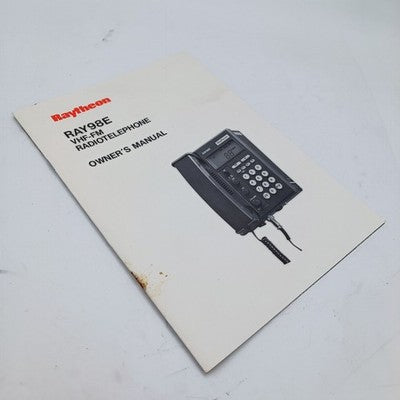 Raytheon
RAY98E
VHF-FM
RADIOTELEPHONE
OWNER'S MANUAL